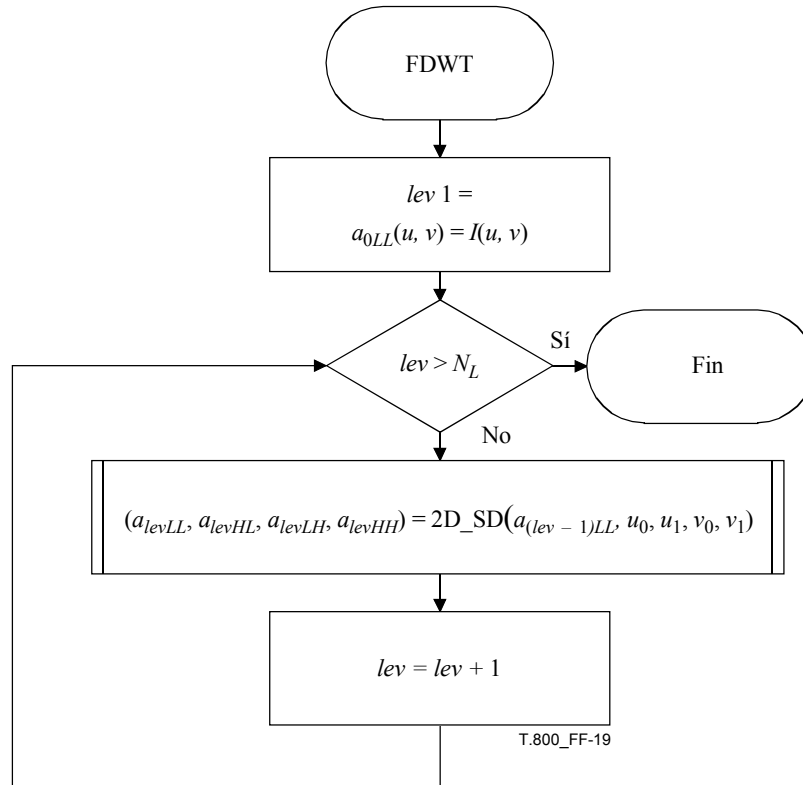 FDWT
lev 1 =
a0LL(u, v) = I(u, v)
lev > NL
Sí
Fin
No
(alevLL, alevHL, alevLH, alevHH) = 2D_SD(a(lev – 1)LL, u0, u1, v0, v1)
lev = lev + 1
T.800_FF-19